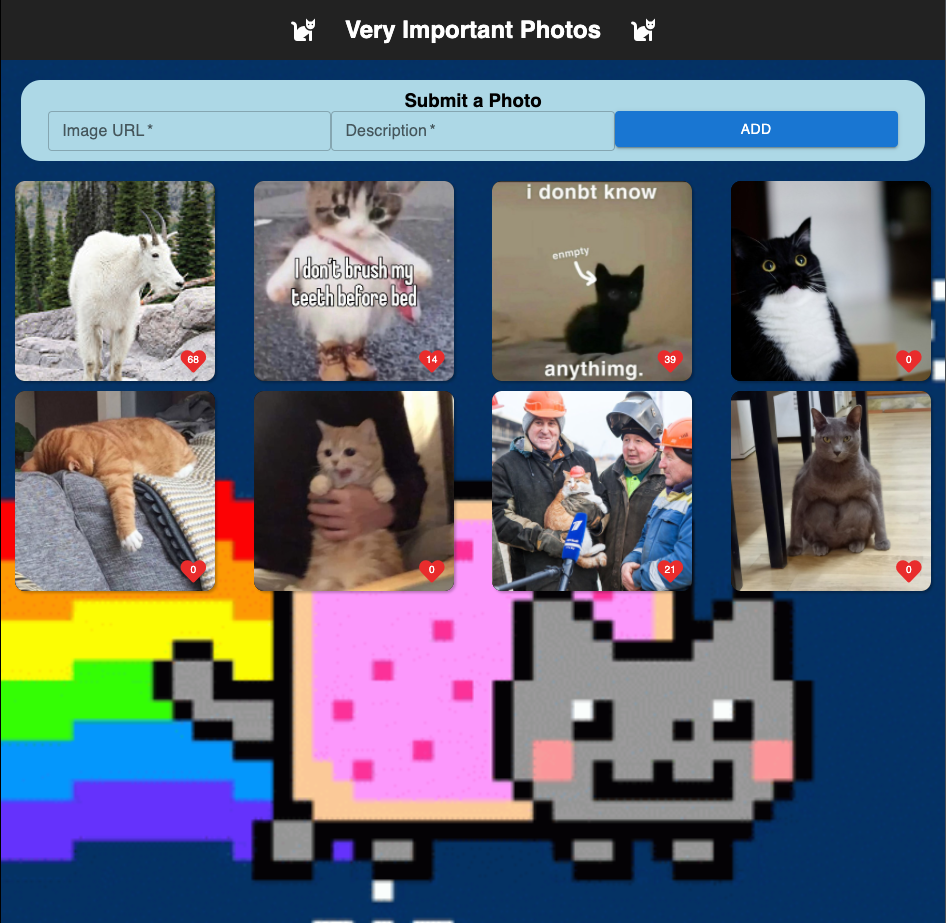 Very Important Photos
Submit a Photo
Image URL *
Description *
ADD
I don't brush my
teeth before bed
i donbt know
enmpty
anythimg.
68
14
39
0
0
0
21
0